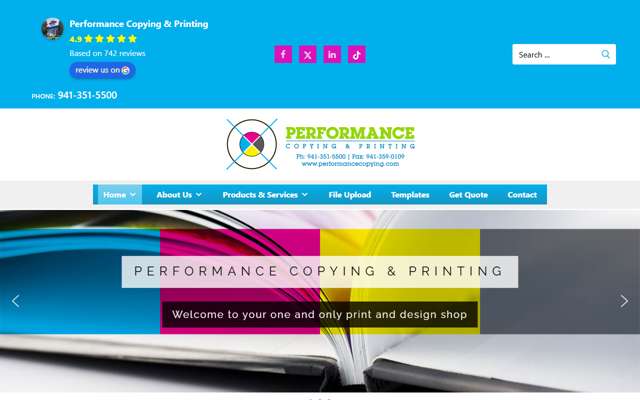 Performance Copying & Printing
4.9
Based on 742 reviews
review us on
PHONE: 941-351-5500
Search ...
PERFORMANCE
COPYING & PRINTING
Ph: 941-351-5500 | Fax: 941-359-0109
www.performancecopying.com
Home
About Us
Products & Services
File Upload
Templates
Get Quote
Contact
PERFORMANCE COPYING & PRINTING
Welcome to your one and only print and design shop